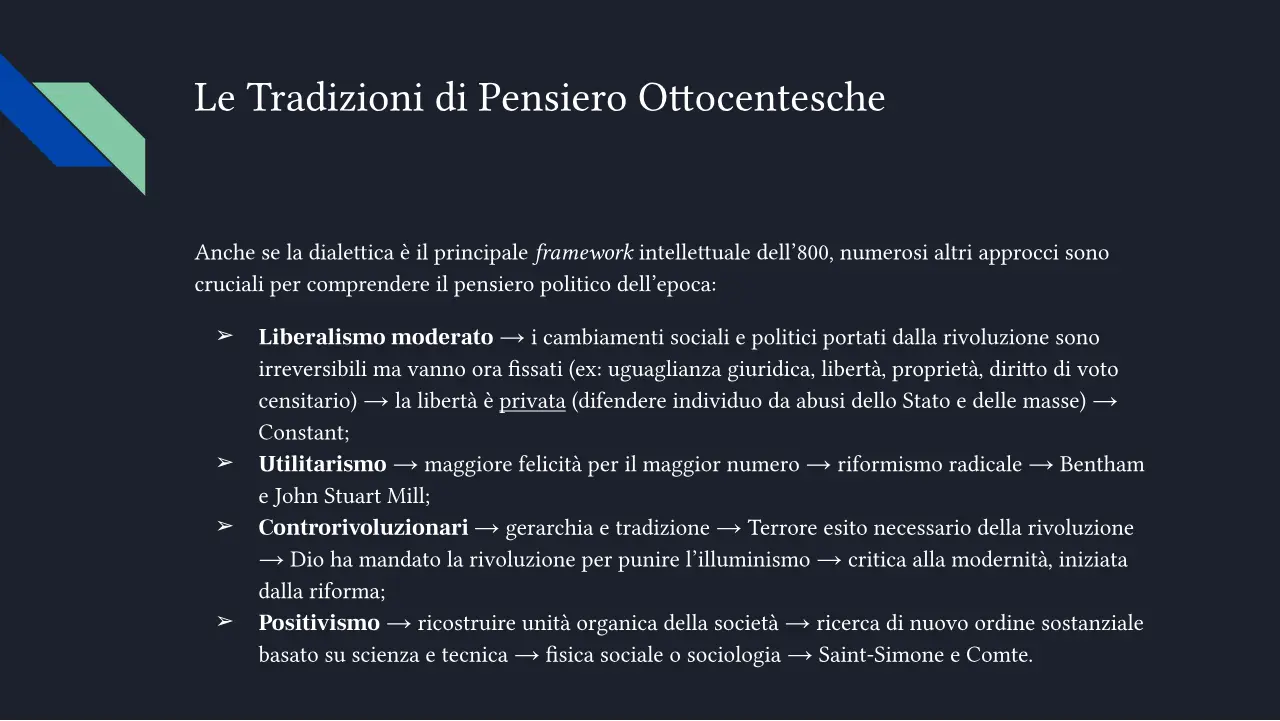 Le Tradizioni di Pensiero Ottocentesche
Anche se la dialettica è il principale framework intellettuale dell’800, numerosi altri approcci sono
cruciali per comprendere il pensiero politico dell’epoca:
➢ Liberalismo moderato → i cambiamenti sociali e politici portati dalla rivoluzione sono
irreversibili ma vanno ora fissati (ex: uguaglianza giuridica, libertà, proprietà, diritto di voto
censitario) → la libertà è privata (difendere individuo da abusi dello Stato e delle masse) →
Constant;
➢ Utilitarismo → maggiore felicità per il maggior numero → riformismo radicale → Bentham
e John Stuart Mill;
➢ Controrivoluzionari → gerarchia e tradizione → Terrore esito necessario della rivoluzione
→ Dio ha mandato la rivoluzione per punire l’illuminismo → critica alla modernità, iniziata
dalla riforma;
➢ Positivismo → ricostruire unità organica della società → ricerca di nuovo ordine sostanziale
basato su scienza e tecnica → fisica sociale o sociologia → Saint-Simone e Comte.